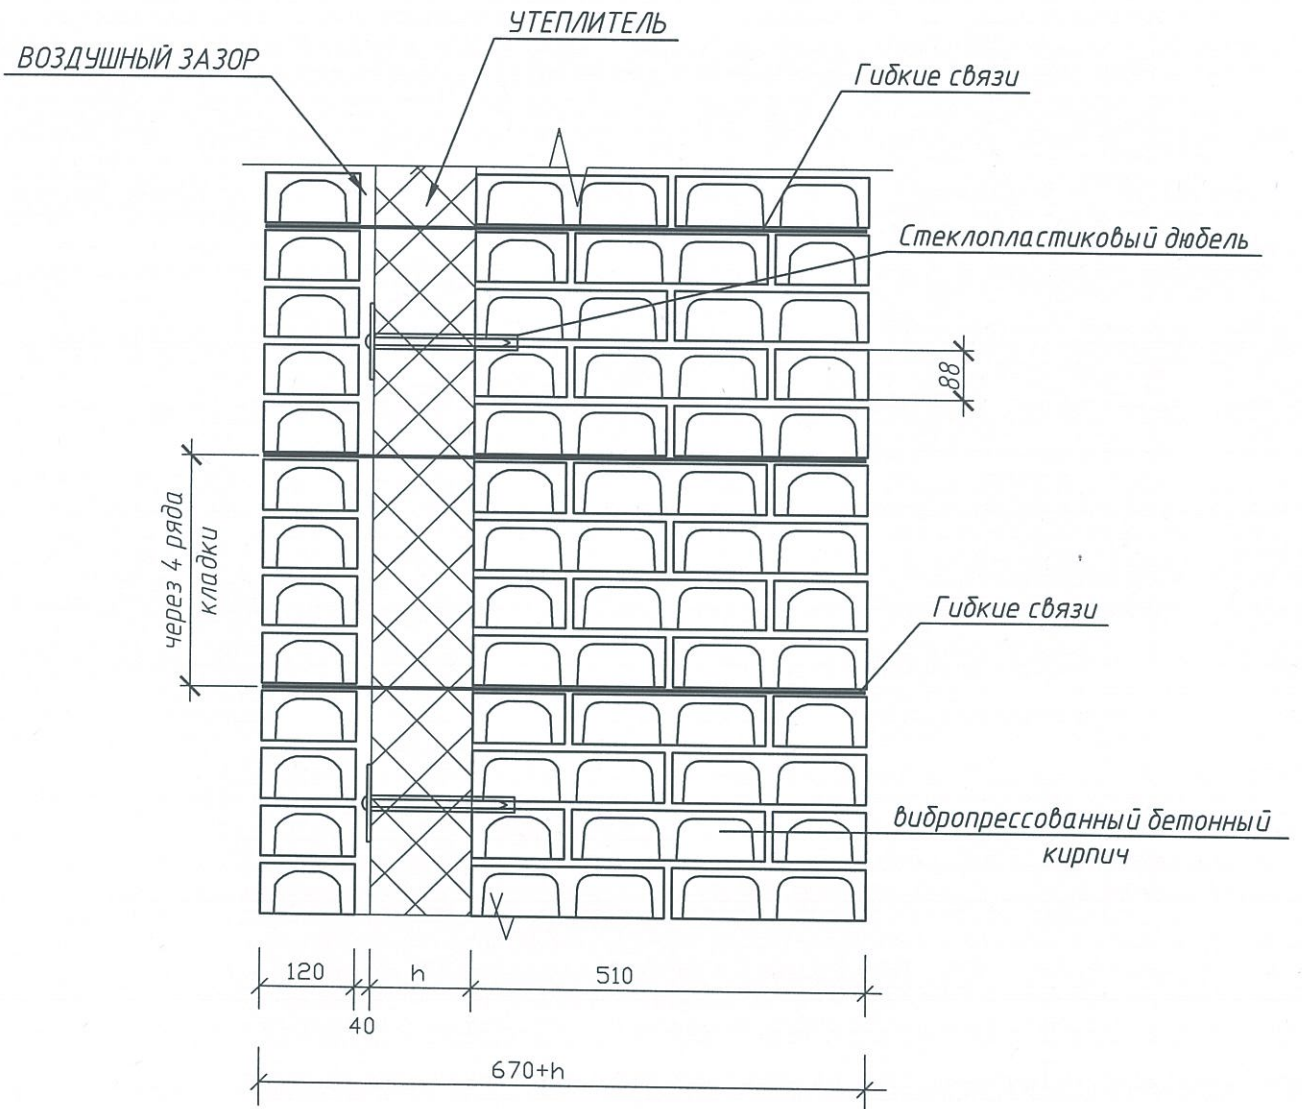 УТЕПЛИТЕЛЬ
ВОЗДУШНЫЙ ЗАЗОР
Гибкие связи
Стеклопластиковый дюбель
88
через 4 ряда
кладки
Гибкие связи
вибропрессованный бетонный
кирпич
120
h
510
40
670+h